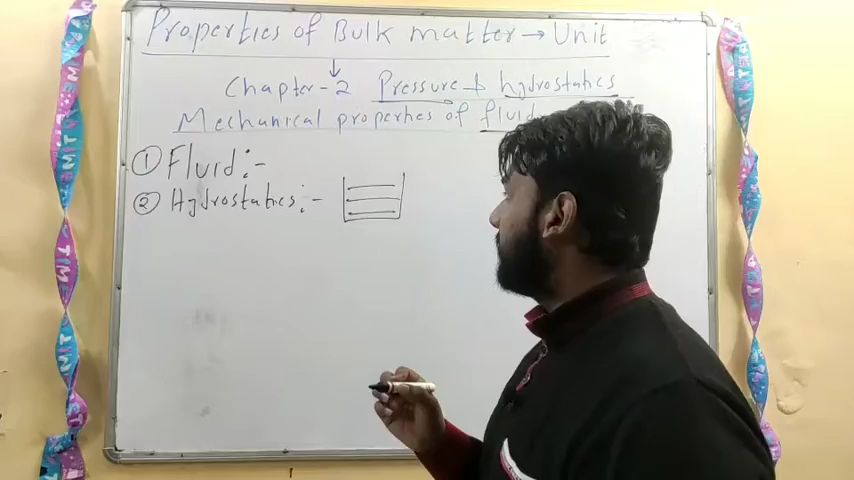 Properties of Bulk matter → Unit
Chapter-2 Pressure + hydrostatics
Mechanical properties of fluid
① Fluid:-
② Hydrostatics:-